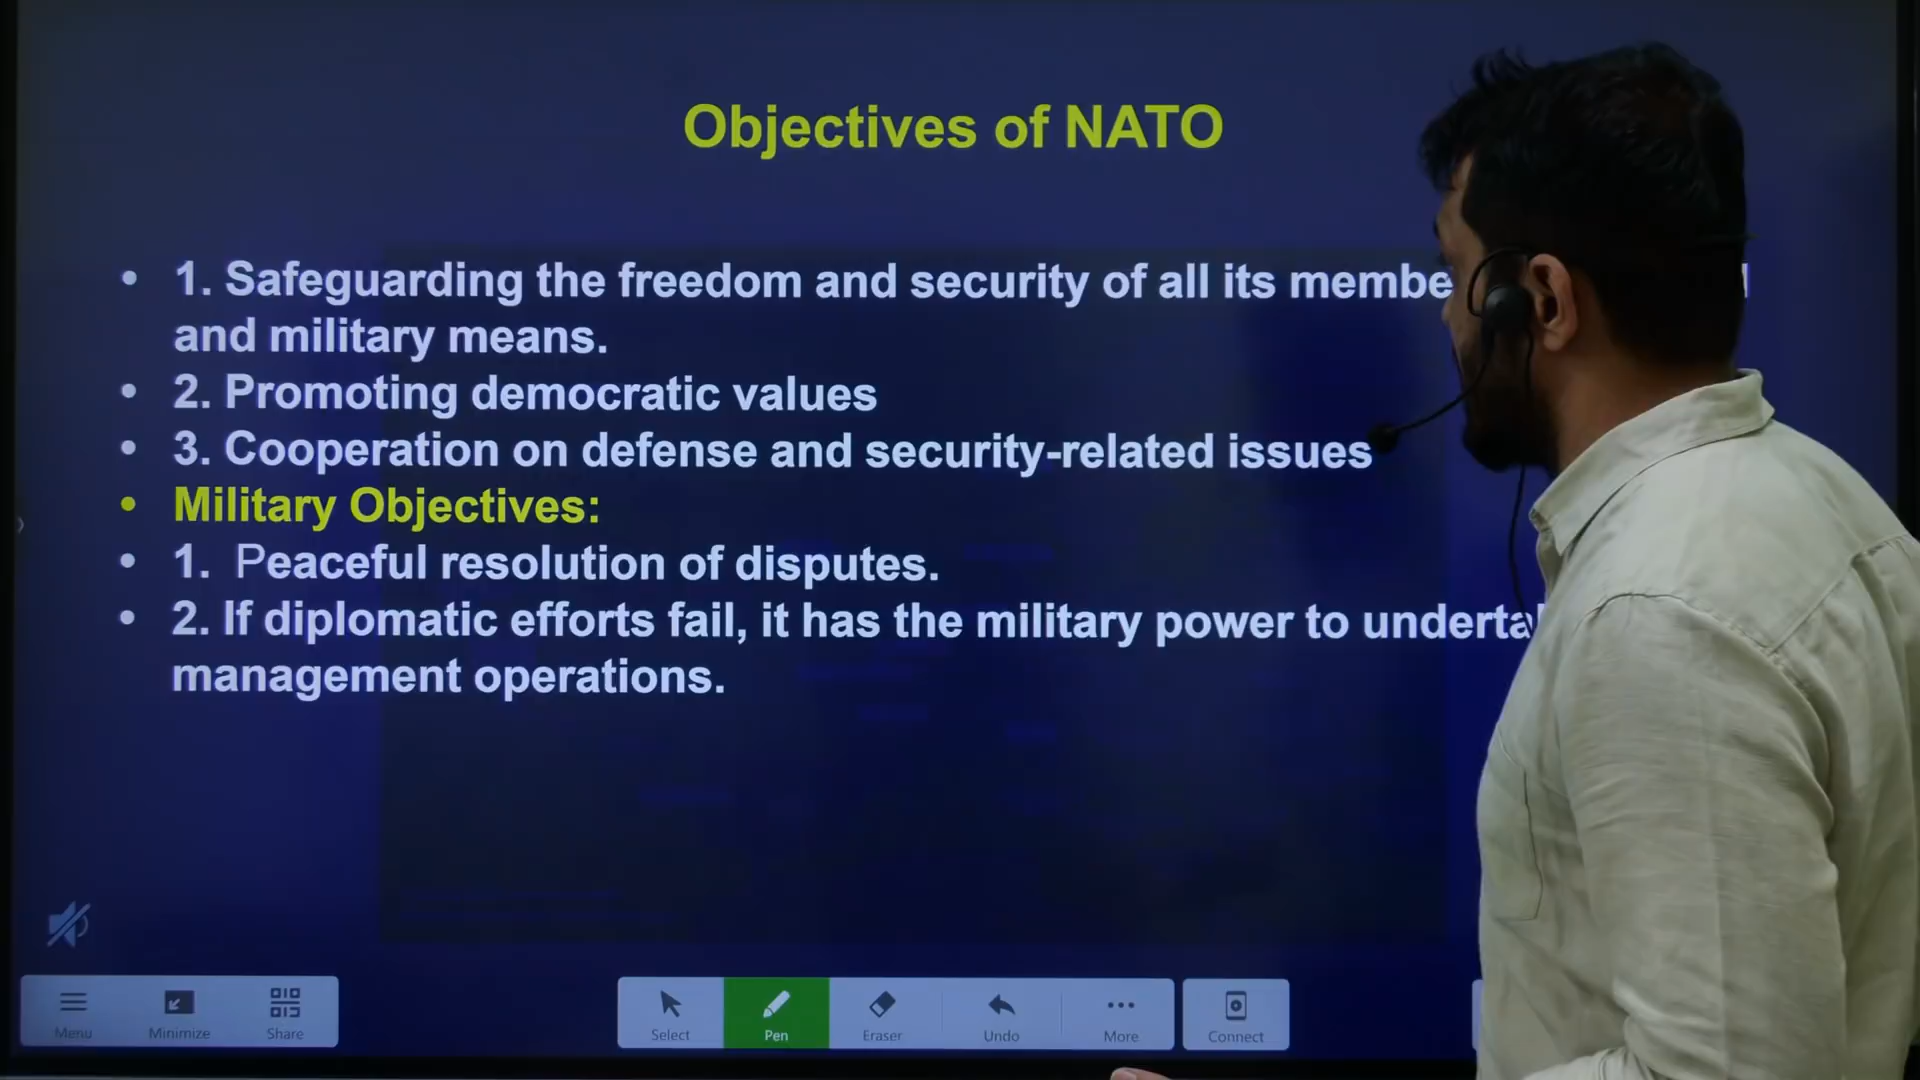 Objectives of NATO
• 1. Safeguarding the freedom and security of all its
and military means.
• 2. Promoting democratic values
• 3. Cooperation on defense and security-related issues
• Military Objectives:
• 1. Peaceful resolution of disputes.
• 2. If diplomatic efforts fail, it has the military power to
management operations.
Menu Minimize Share Select Pen Eraser Undo More Connect